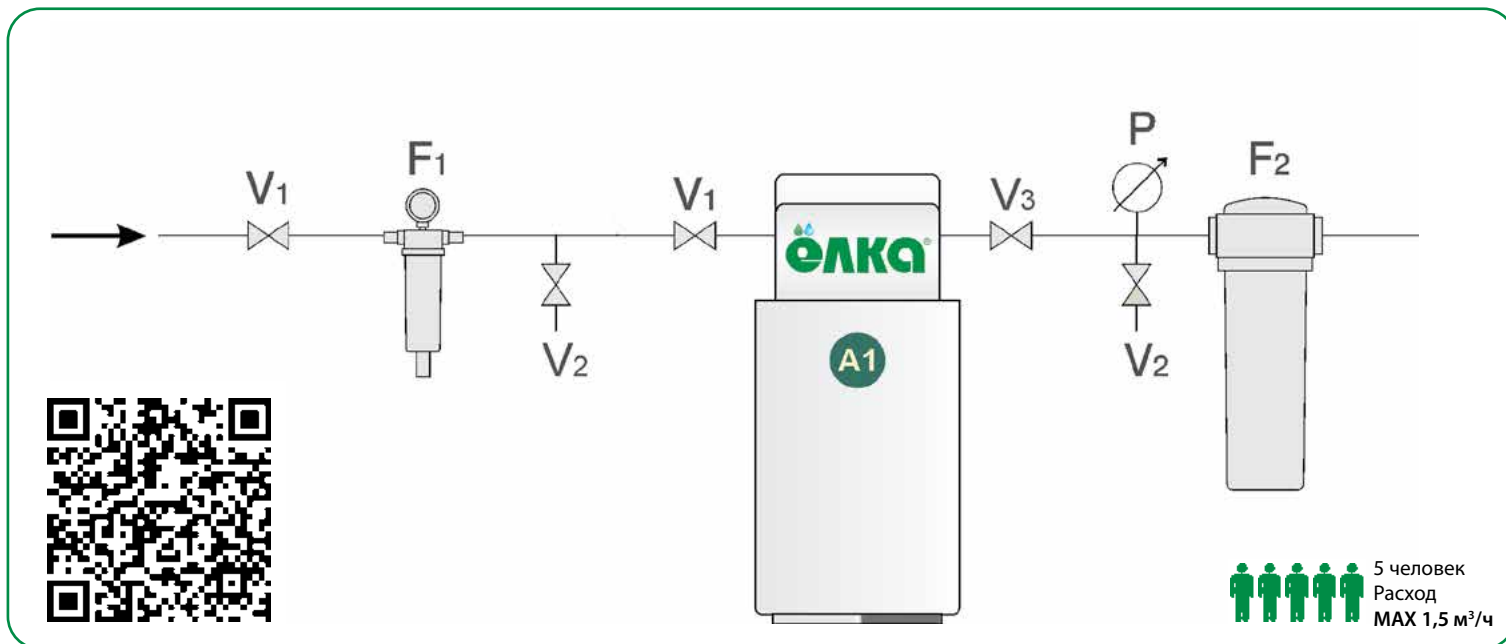 P
F1
F2
V1
V1
V3
ёлка®
V2
A1
V2
5 человек
Расход
MAX 1,5 м³/ч